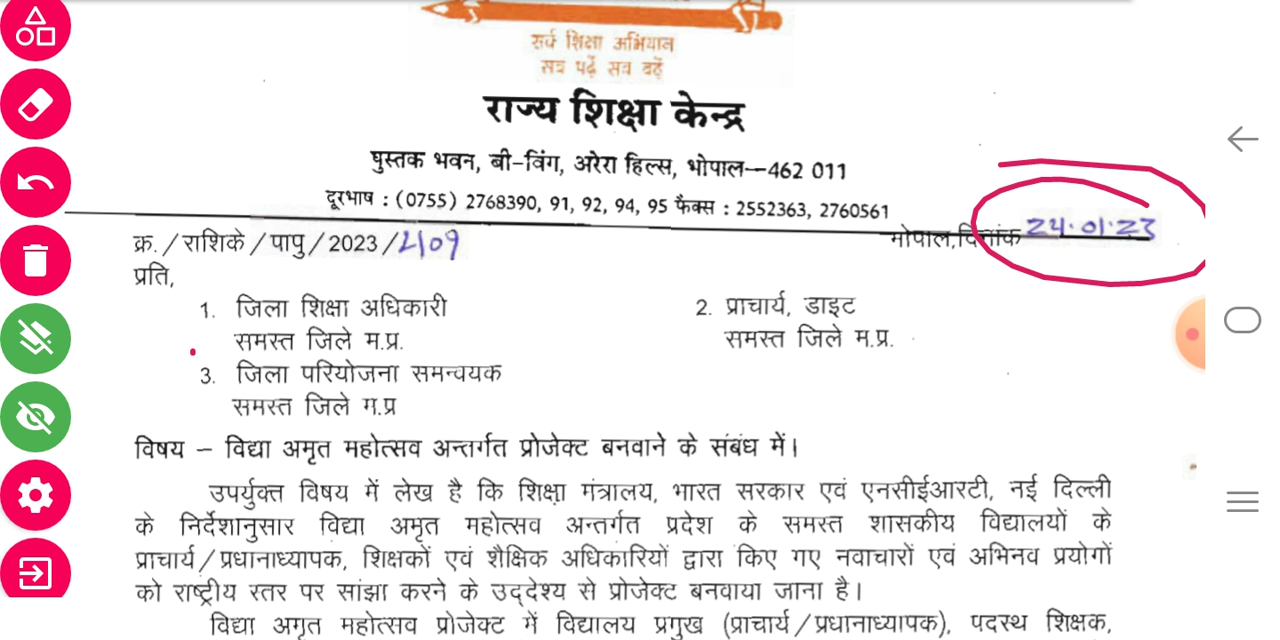 सर्व शिक्षा अभियान
सब पढ़ें सब बढ़ें
राज्य शिक्षा केन्द्र
पुस्तक भवन, बी-विंग, अरेरा हिल्स, भोपाल-462 011
दूरभाष : (0755) 2768390, 91, 92, 94, 95 फैक्स : 2552363, 2760561
क्र./राशिके/पापु/2023/2109
भोपाल,दिनांक 24.01.23
प्रति,
1. जिला शिक्षा अधिकारी
समस्त जिले म.प्र.
2. प्राचार्य, डाइट
समस्त जिले म.प्र.
3. जिला परियोजना समन्वयक
समस्त जिले म.प्र
विषय – विद्या अमृत महोत्सव अन्तर्गत प्रोजेक्ट बनवाने के संबंध में।
उपर्युक्त विषय में लेख है कि शिक्षा मंत्रालय, भारत सरकार एवं एनसीईआरटी, नई दिल्ली
के निर्देशानुसार विद्या अमृत महोत्सव अन्तर्गत प्रदेश के समस्त शासकीय विद्यालयों के
प्राचार्य/प्रधानाध्यापक, शिक्षकों एवं शैक्षिक अधिकारियों द्वारा किए गए नवाचारों एवं अभिनव प्रयोगों
को राष्ट्रीय स्तर पर सांझा करने के उद्देश्य से प्रोजेक्ट बनवाया जाना है।
विद्या अमृत महोत्सव प्रोजेक्ट में विद्यालय प्रमुख (प्राचार्य/प्रधानाध्यापक), पदस्थ शिक्षक,